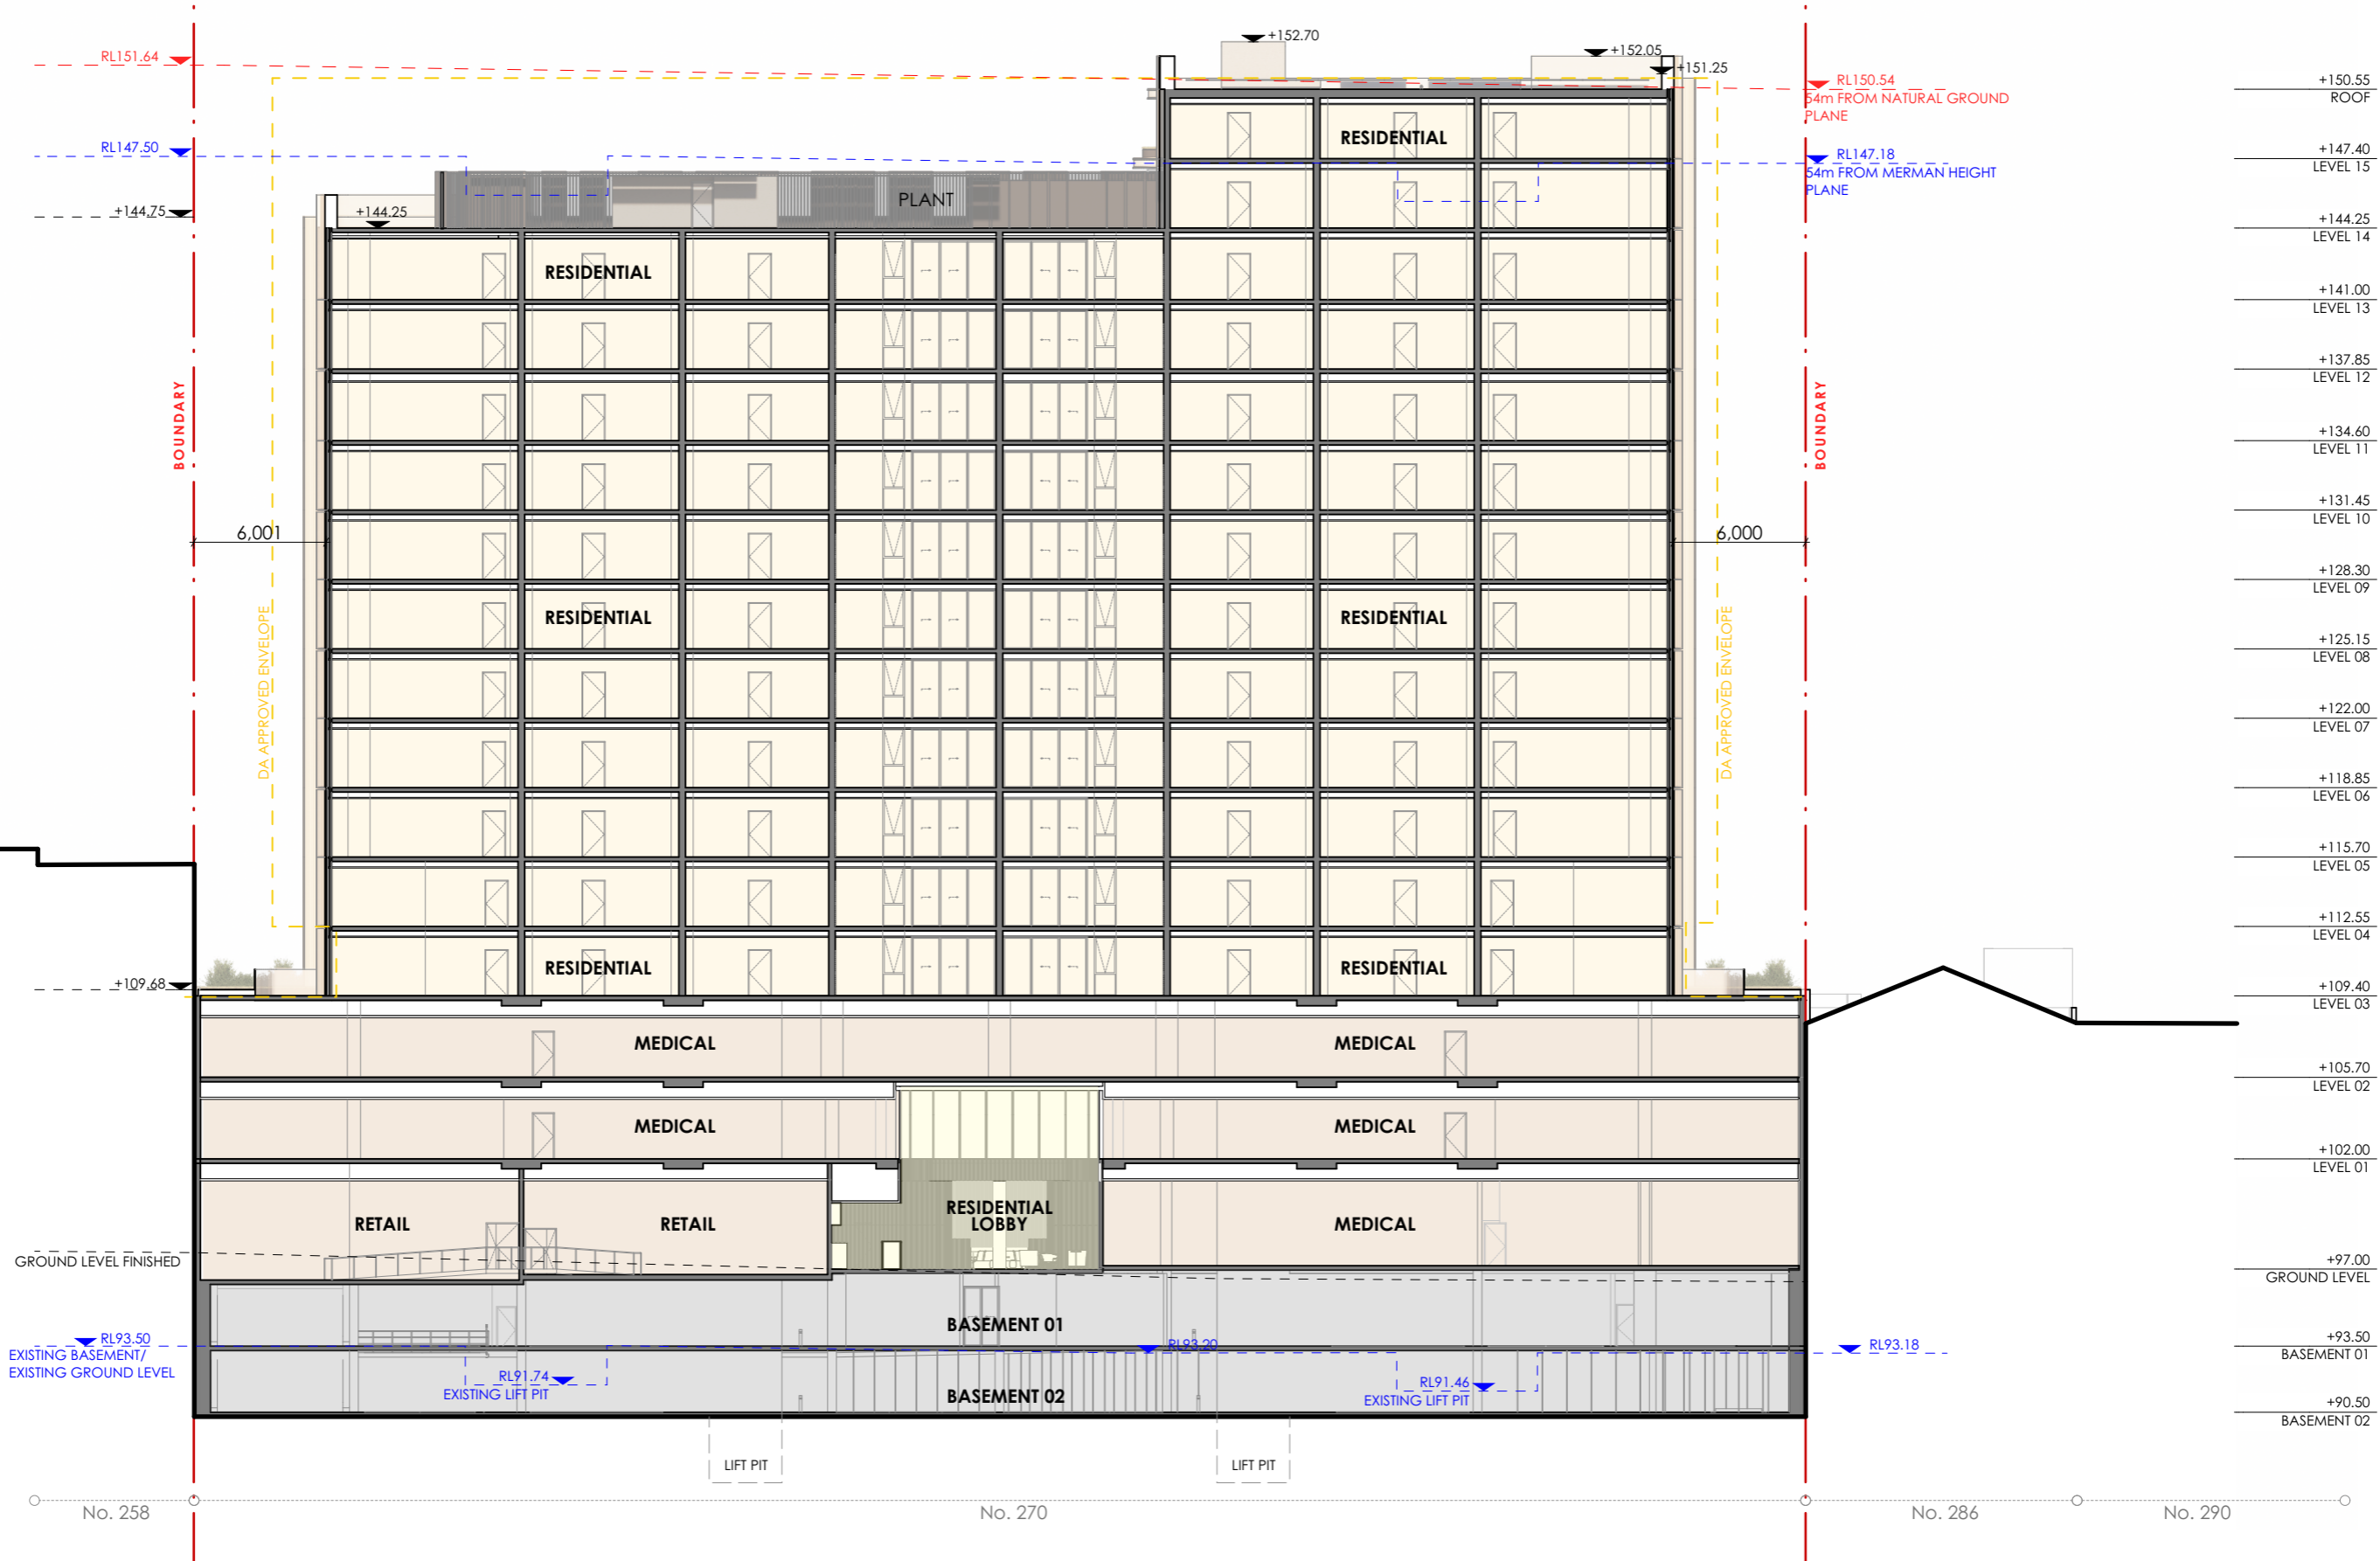 +152.70
+152.05
RL151.64
+151.25
RL150.54
54m FROM NATURAL GROUND
PLANE
+150.55
ROOF
RESIDENTIAL
RL147.50
RL147.18
54m FROM MERMAN HEIGHT
PLANE
+147.40
LEVEL 15
PLANT
+144.75
+144.25
+144.25
LEVEL 14
RESIDENTIAL
+141.00
LEVEL 13
+137.85
LEVEL 12
BOUNDARY
BOUNDARY
+134.60
LEVEL 11
+131.45
LEVEL 10
6,001
6,000
+128.30
LEVEL 09
DA APPROVED ENVELOPE
RESIDENTIAL
RESIDENTIAL
DA APPROVED ENVELOPE
+125.15
LEVEL 08
+122.00
LEVEL 07
+118.85
LEVEL 06
+115.70
LEVEL 05
+112.55
LEVEL 04
RESIDENTIAL
RESIDENTIAL
+109.68
+109.40
LEVEL 03
MEDICAL
MEDICAL
+105.70
LEVEL 02
MEDICAL
MEDICAL
+102.00
LEVEL 01
RETAIL
RETAIL
RESIDENTIAL
LOBBY
MEDICAL
GROUND LEVEL FINISHED
+97.00
GROUND LEVEL
BASEMENT 01
RL93.50
EXISTING BASEMENT/
EXISTING GROUND LEVEL
RL93.20
RL93.18
+93.50
BASEMENT 01
RL91.74
EXISTING LIFT PIT
BASEMENT 02
RL91.46
EXISTING LIFT PIT
+90.50
BASEMENT 02
LIFT PIT
LIFT PIT
No. 258
No. 270
No. 286
No. 290